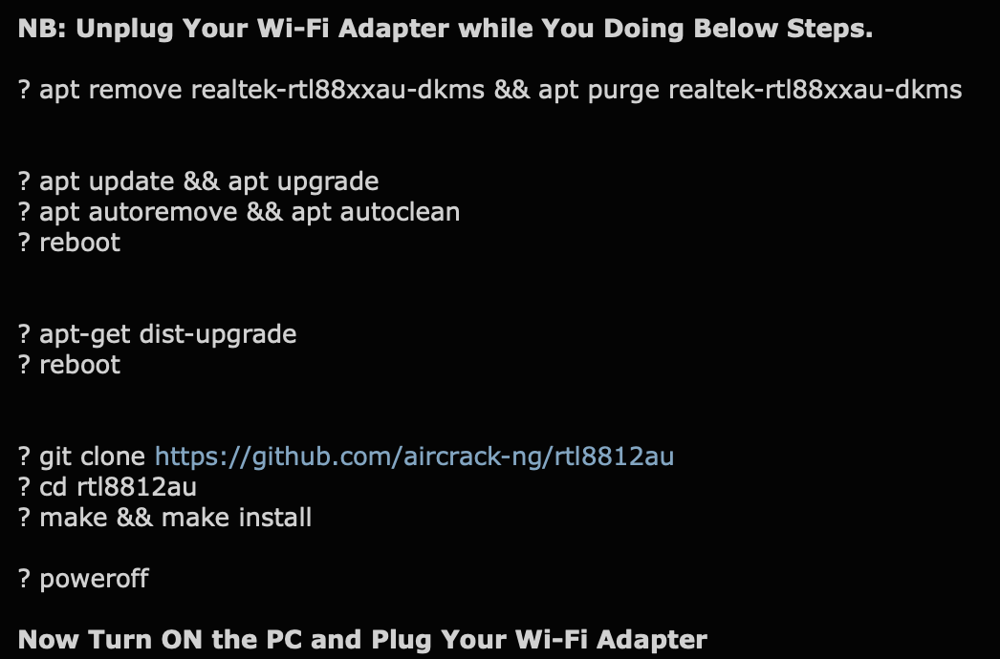 NB: Unplug Your Wi-Fi Adapter while You Doing Below Steps.
? apt remove realtek-rtl88xxau-dkms && apt purge realtek-rtl88xxau-dkms
? apt update && apt upgrade
? apt autoremove && apt autoclean
? reboot
? apt-get dist-upgrade
? reboot
? git clone https://github.com/aircrack-ng/rtl8812au
? cd rtl8812au
? make && make install
? poweroff
Now Turn ON the PC and Plug Your Wi-Fi Adapter